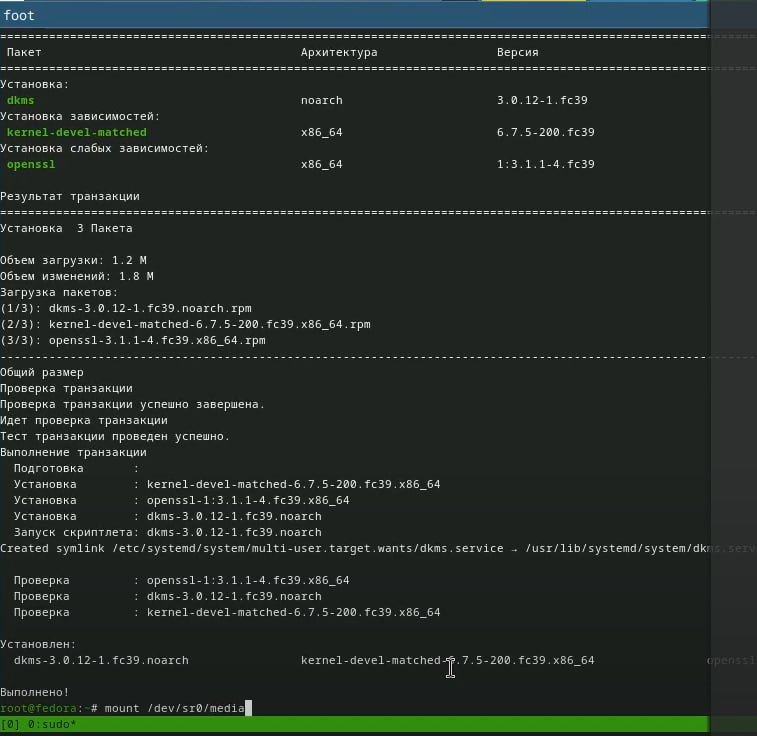 foot
================================================================================
Пакет Архитектура Версия
================================================================================
Установка:
dkms noarch 3.0.12-1.fc39
Установка зависимостей:
kernel-devel-matched x86_64 6.7.5-200.fc39
Установка слабых зависимостей:
openssl x86_64 1:3.1.1-4.fc39
Результат транзакции
================================================================================
Установка 3 Пакета
Объем загрузки: 1.2 M
Объем изменений: 1.8 M
Загрузка пакетов:
(1/3): dkms-3.0.12-1.fc39.noarch.rpm
(2/3): kernel-devel-matched-6.7.5-200.fc39.x86_64.rpm
(3/3): openssl-3.1.1-4.fc39.x86_64.rpm
--------------------------------------------------------------------------------
Общий размер
Проверка транзакции
Проверка транзакции успешно завершена.
Идет проверка транзакции
Тест транзакции проведен успешно.
Выполнение транзакции
Подготовка :
Установка : kernel-devel-matched-6.7.5-200.fc39.x86_64
Установка : openssl-1:3.1.1-4.fc39.x86_64
Установка : dkms-3.0.12-1.fc39.noarch
Запуск скриптлета: dkms-3.0.12-1.fc39.noarch
Created symlink /etc/systemd/system/multi-user.target.wants/dkms.service → /usr/lib/systemd/system/dkms.serv
Проверка : openssl-1:3.1.1-4.fc39.x86_64
Проверка : dkms-3.0.12-1.fc39.noarch
Проверка : kernel-devel-matched-6.7.5-200.fc39.x86_64
Установлен:
dkms-3.0.12-1.fc39.noarch kernel-devel-matched-6.7.5-200.fc39.x86_64 openssl
Выполнено!
root@fedora:~# mount /dev/sr0/media
[0] 0:sudo*